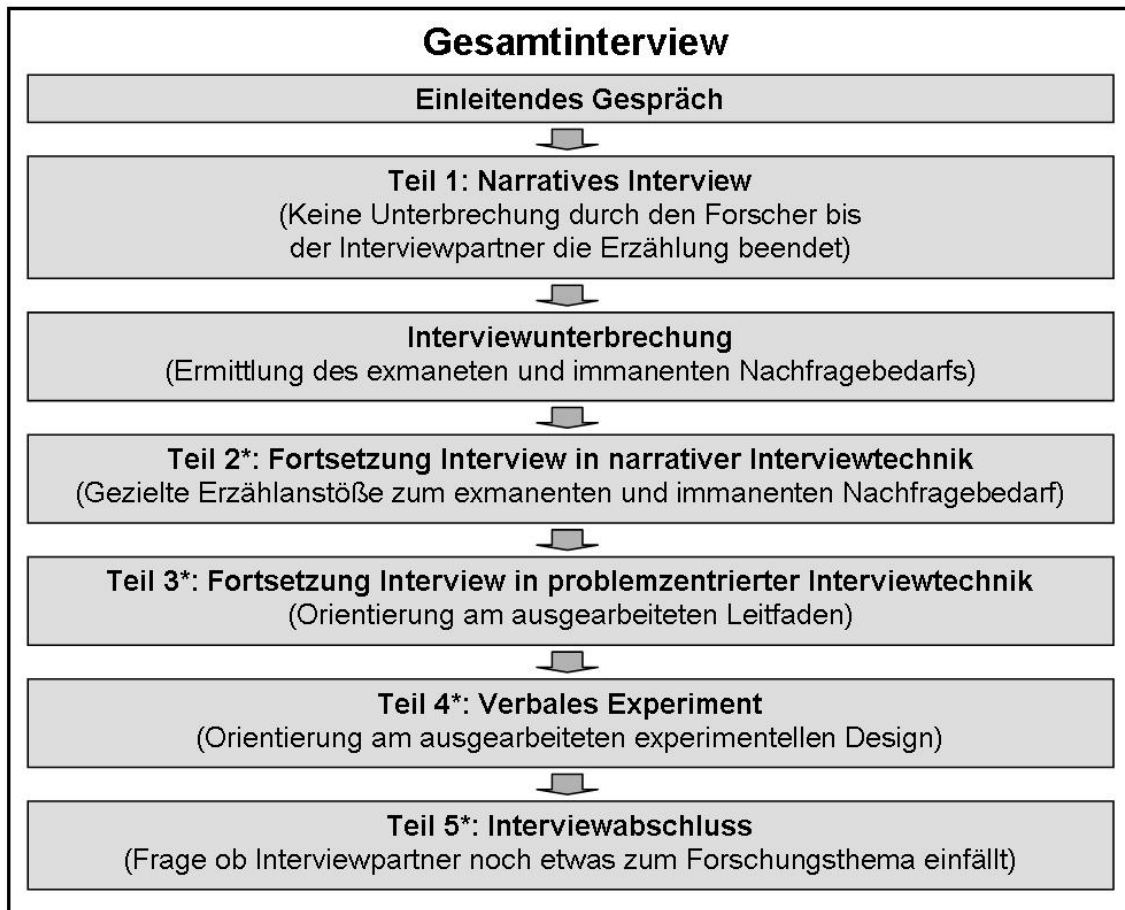 Gesamtinterview
Einleitendes Gespräch
Teil 1: Narratives Interview
(Keine Unterbrechung durch den Forscher bis
der Interviewpartner die Erzählung beendet)
Interviewunterbrechung
(Ermittlung des exmaneten und immanenten Nachfragebedarfs)
Teil 2*: Fortsetzung Interview in narrativer Interviewtechnik
(Gezielte Erzählanstöße zum exmanenten und immanenten Nachfragebedarf)
Teil 3*: Fortsetzung Interview in problemzentrierter Interviewtechnik
(Orientierung am ausgearbeiteten Leitfaden)
Teil 4*: Verbales Experiment
(Orientierung am ausgearbeiteten experimentellen Design)
Teil 5*: Interviewabschluss
(Frage ob Interviewpartner noch etwas zum Forschungsthema einfällt)